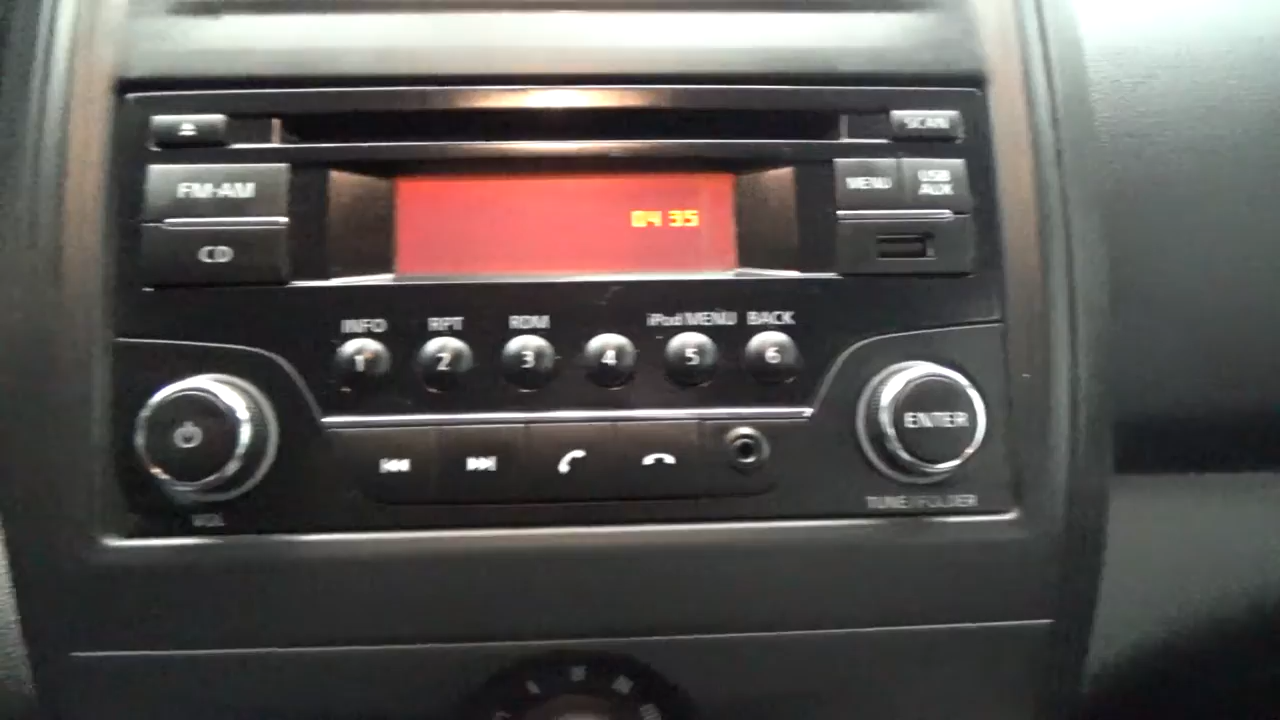 SCAN
FM·AM
MENU
USB AUX
04 35
CD
INFO RPT RDM iPod MENU BACK
1 2 3 4 5 6
ENTER
VOL
TUNE / FOLDER